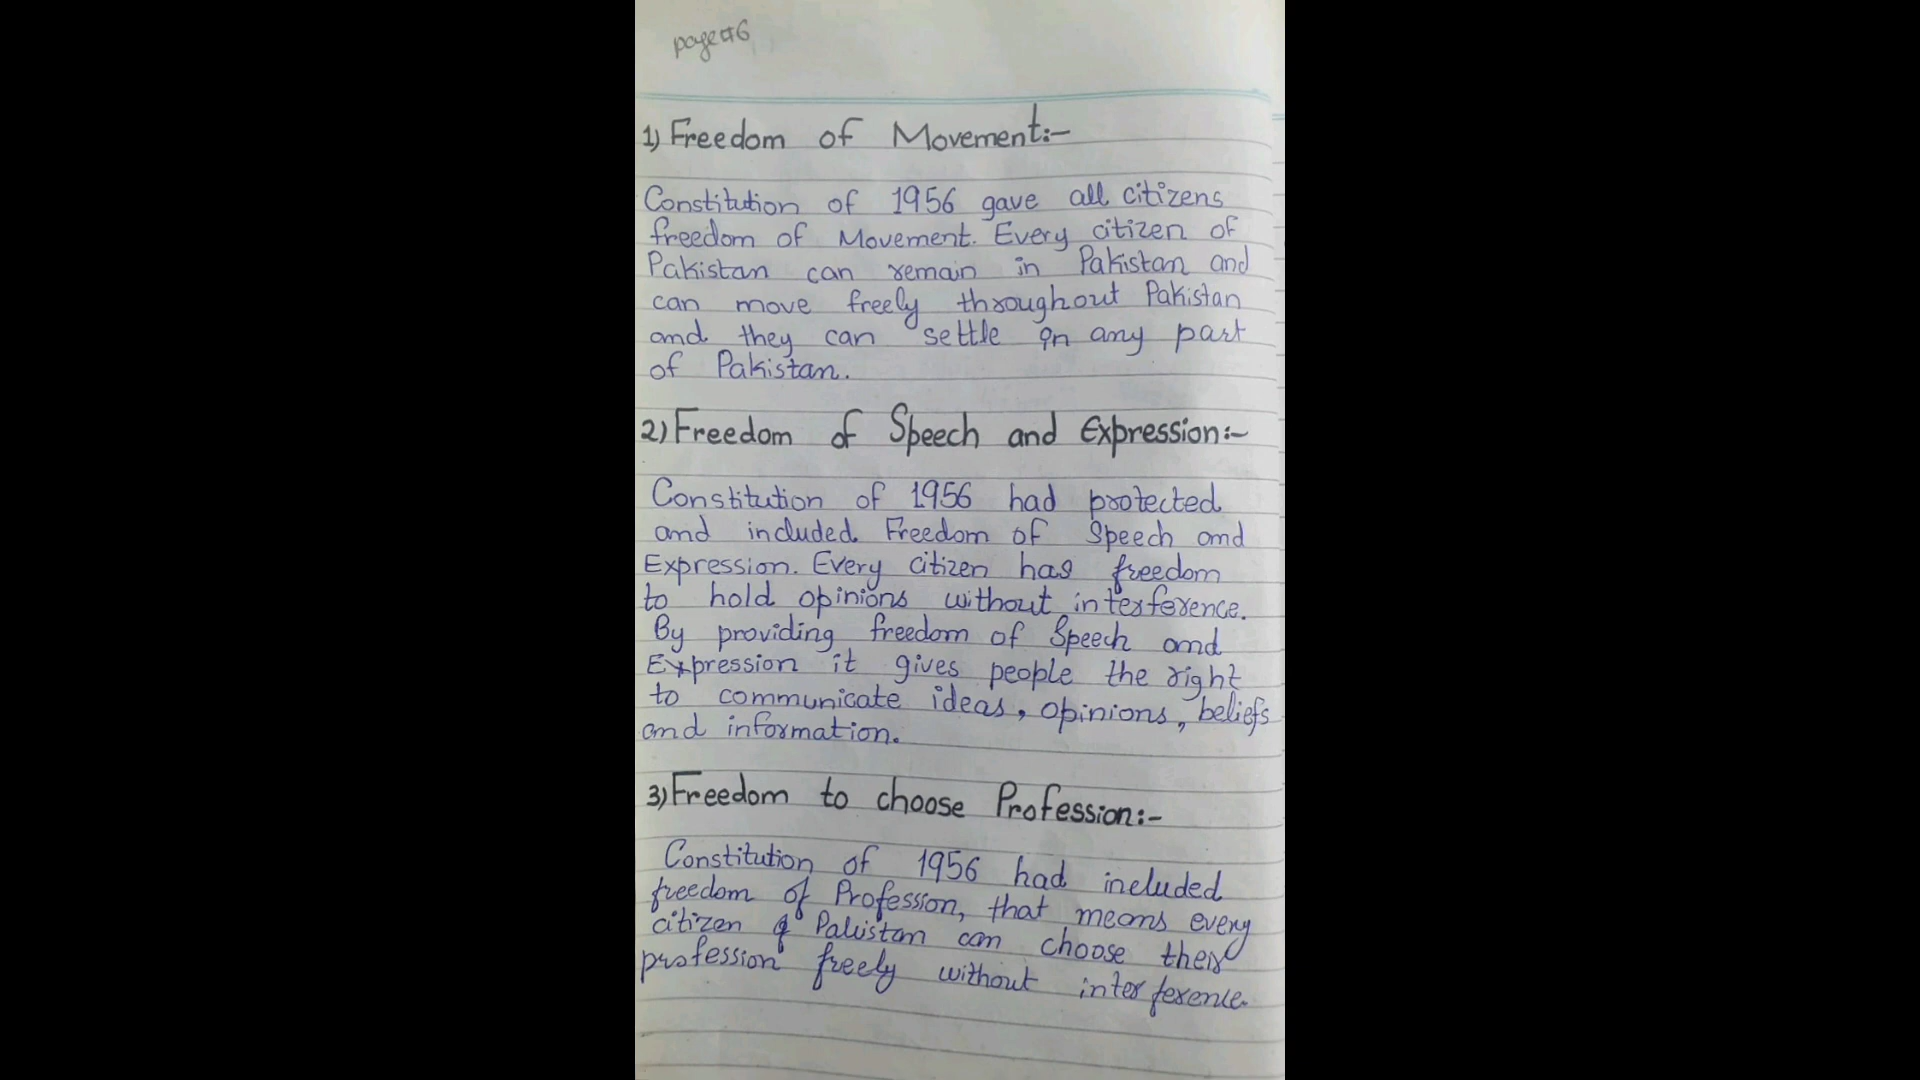 page#6
1) Freedom of Movement:-
Constitution of 1956 gave all citizens
freedom of Movement. Every citizen of
Pakistan can remain in Pakistan and
can move freely throughout Pakistan
and they can settle in any part
of Pakistan.
2) Freedom of Speech and Expression:-
Constitution of 1956 had protected
and included Freedom of Speech and
Expression. Every citizen has freedom
to hold opinions without interference.
By providing freedom of Speech and
Expression it gives people the right
to communicate ideas, opinions, beliefs
and information.
3) Freedom to choose Profession:-
Constitution of 1956 had included
freedom of Profession, that means every
citizen of Pakistan can choose their
profession freely without interference.